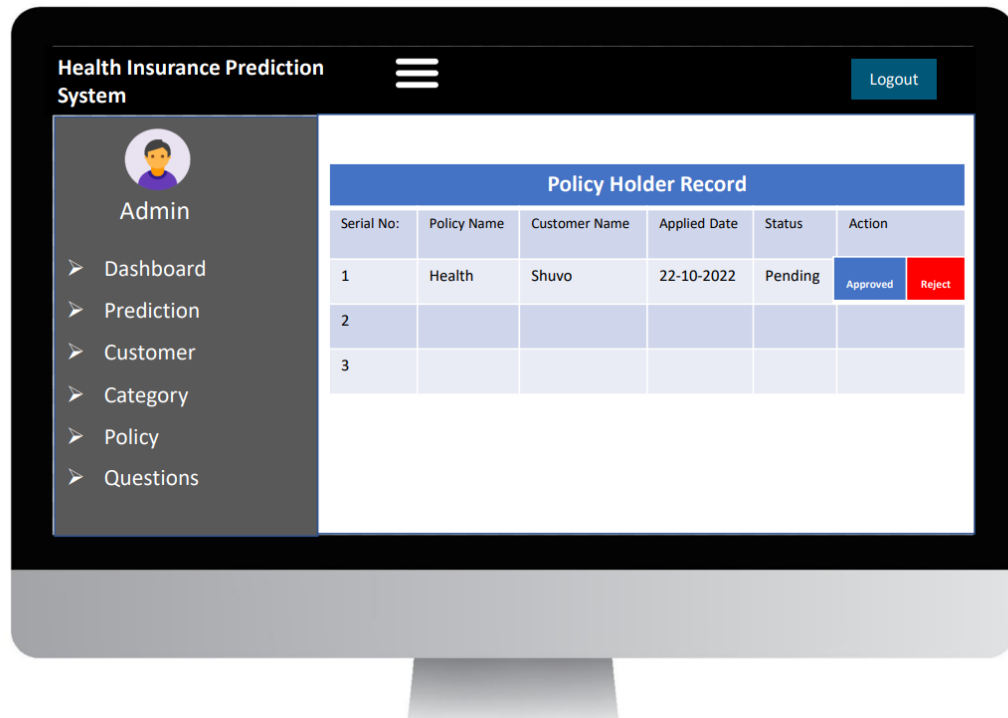 Health Insurance Prediction
System
Logout
Admin
Dashboard
Prediction
Customer
Category
Policy
Questions
Policy Holder Record
Serial No: Policy Name Customer Name Applied Date Status Action
1 Health Shuvo 22-10-2022 Pending Approved Reject
2
3